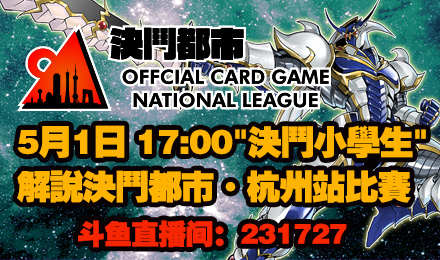 決鬥都市
OFFCIAL CARD GAME
NATIONAL LEAGUE
5月1日 17:00"決鬥小學生"
解說決鬥都市·杭州站比賽
斗鱼直播间：231727